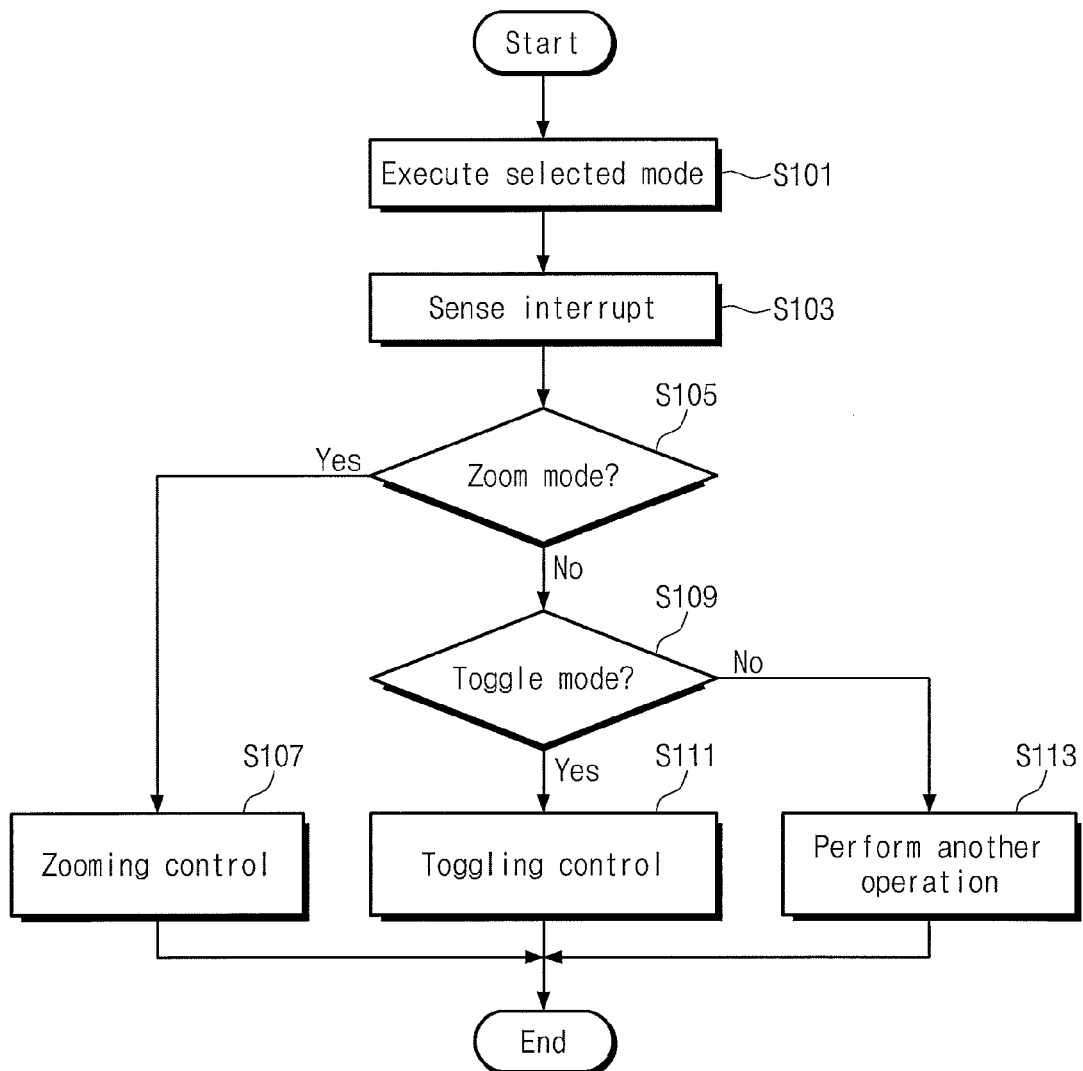 Start
Execute selected mode
S101
Sense interrupt
S103
S105
Yes
Zoom mode?
No
S109
Toggle mode?
No
S107
Yes
S111
S113
Zooming control
Toggling control
Perform another
operation
End